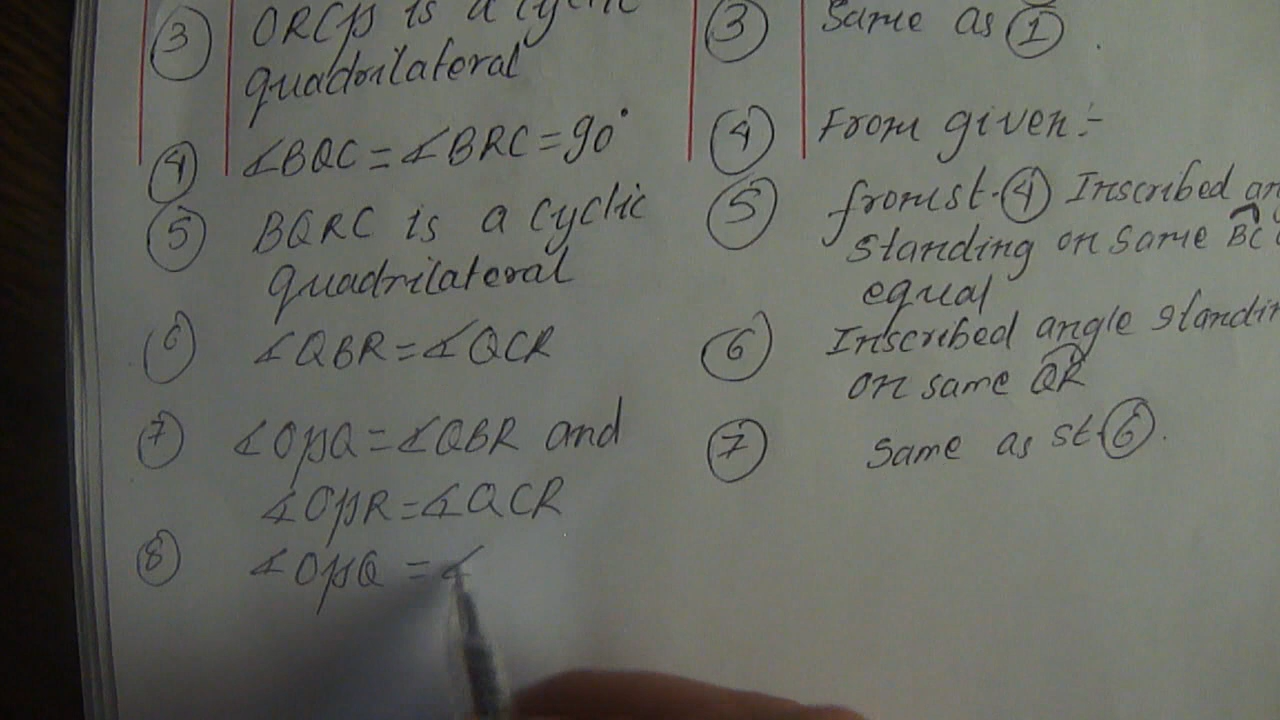 ③ ORCP is a cyclic
quadrilateral
④ ∡BQC = ∡BRC = 90°
⑤ BQRC is a cyclic
quadrilateral
⑥ ∡QBR = ∡QCR
⑦ ∡OPQ = ∡QBR and
∡OPR = ∡QCR
⑧ ∡OPQ = ∡
③ Same as ①.
④ From given:-
⑤ from st. ④ Inscribed
standing on same BC
equal
⑥ Inscribed angle standin
on same QR
⑦ Same as st. ⑥.